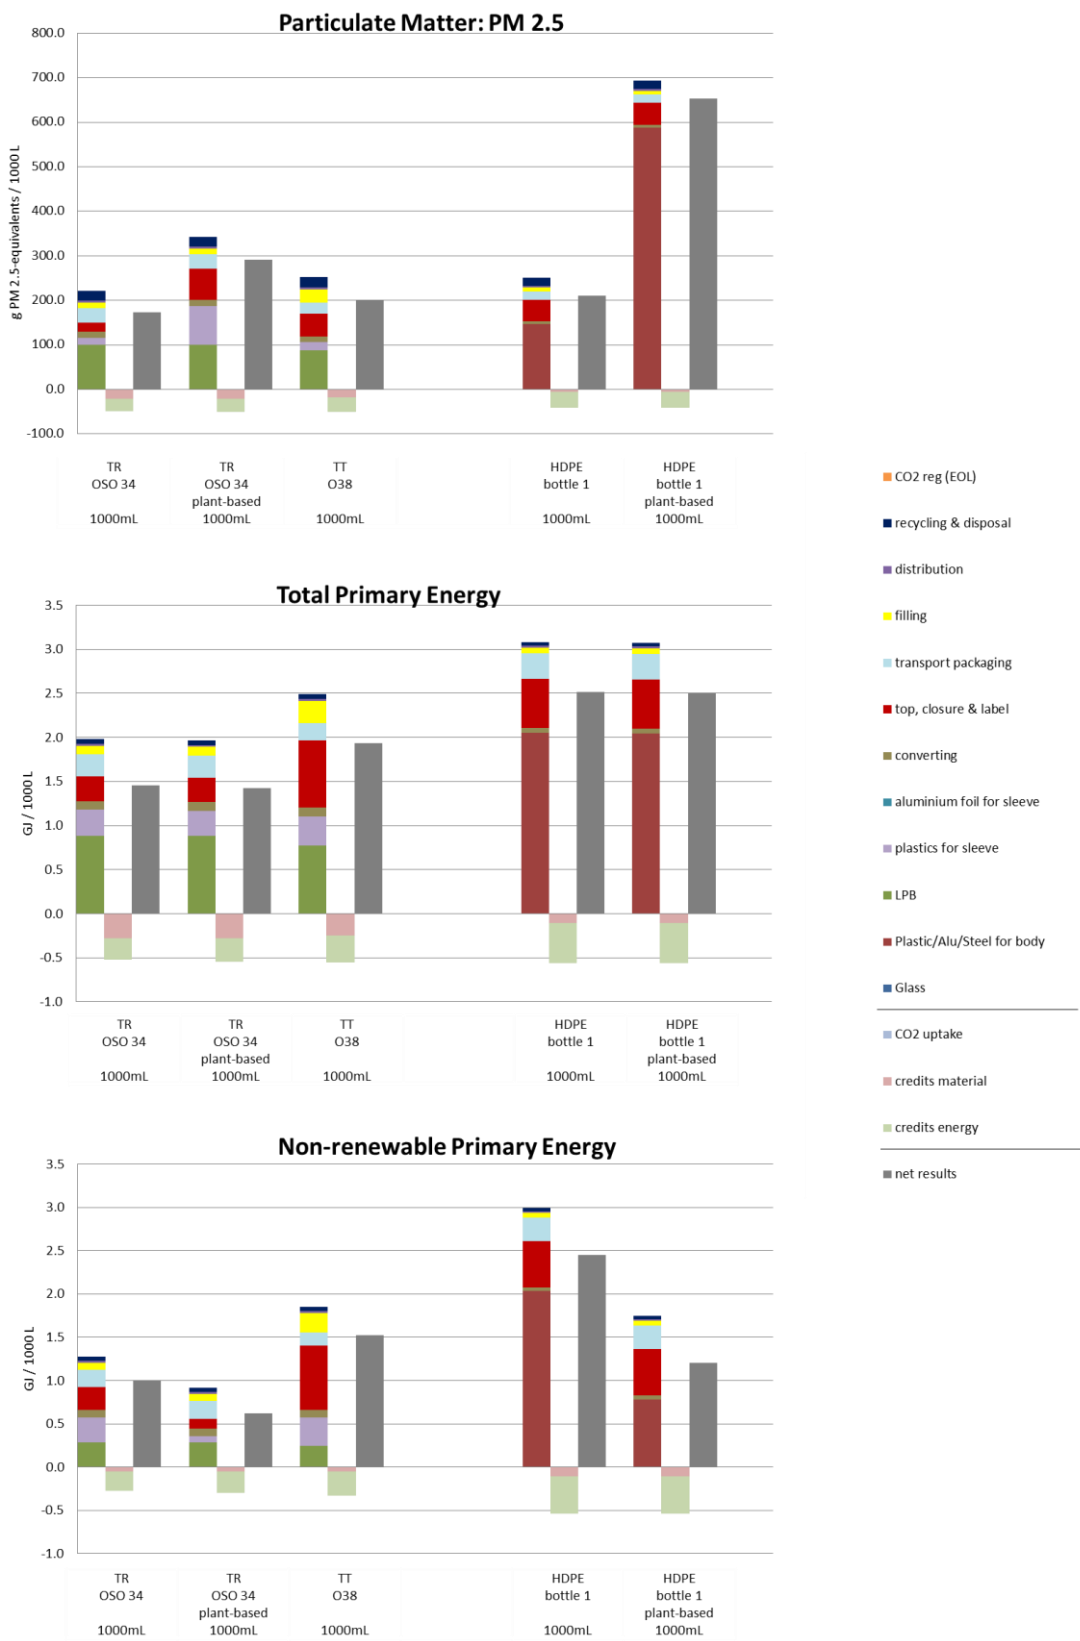 Particulate Matter: PM 2.5
800.0
700.0
600.0
500.0
400.0
300.0
200.0
100.0
0.0
-100.0
g PM 2.5-equivalents / 1000 L
TR
OSO 34
1000mL
TR
OSO 34
plant-based
1000mL
TT
O38
1000mL
HDPE
bottle 1
1000mL
HDPE
bottle 1
plant-based
1000mL
Total Primary Energy
3.5
3.0
2.5
2.0
1.5
1.0
0.5
0.0
-0.5
-1.0
GJ / 1000 L
TR
OSO 34
1000mL
TR
OSO 34
plant-based
1000mL
TT
O38
1000mL
HDPE
bottle 1
1000mL
HDPE
bottle 1
plant-based
1000mL
Non-renewable Primary Energy
3.5
3.0
2.5
2.0
1.5
1.0
0.5
0.0
-0.5
-1.0
GJ / 1000 L
TR
OSO 34
1000mL
TR
OSO 34
plant-based
1000mL
TT
O38
1000mL
HDPE
bottle 1
1000mL
HDPE
bottle 1
plant-based
1000mL
CO2 reg (EOL)
recycling & disposal
distribution
filling
transport packaging
top, closure & label
converting
aluminium foil for sleeve
plastics for sleeve
LPB
Plastic/Alu/Steel for body
Glass
CO2 uptake
credits material
credits energy
net results